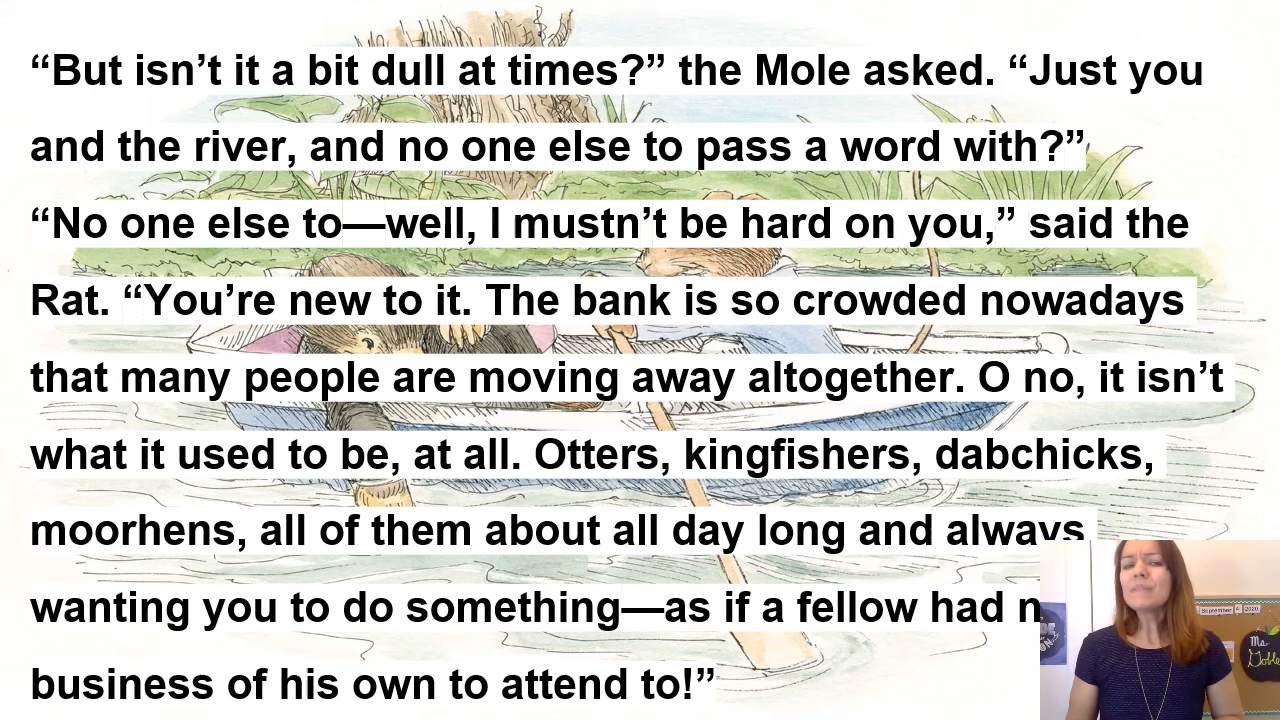 “But isn’t it a bit dull at times?” the Mole asked. “Just you
and the river, and no one else to pass a word with?”
“No one else to—well, I mustn’t be hard on you,” said the
Rat. “You’re new to it. The bank is so crowded nowadays
that many people are moving away altogether. O no, it isn’t
what it used to be, at all. Otters, kingfishers, dabchicks,
moorhens, all of them about all day long and always
wanting you to do something—as if a fellow had
business of his own to attend to!”
September 4 2020
Ms.